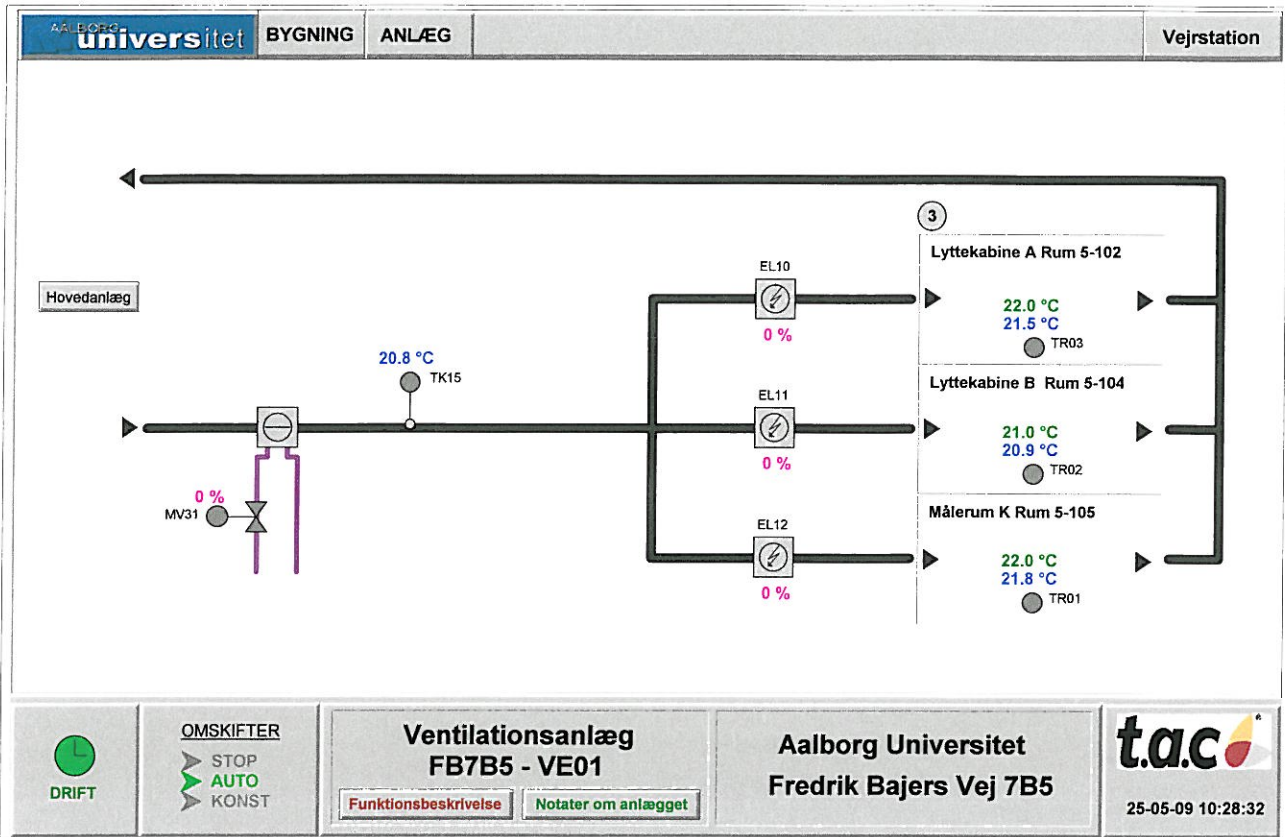 AALBORG
universitet
BYGNING
ANLÆG
Vejrstation
3
Lyttekabine A Rum 5-102
22.0 °C
21.5 °C
TR03
EL10
0 %
Hovedanlæg
20.8 °C
TK15
Lyttekabine B Rum 5-104
21.0 °C
20.9 °C
TR02
EL11
0 %
0 %
MV31
Målerum K Rum 5-105
22.0 °C
21.8 °C
TR01
EL12
0 %
DRIFT
OMSKIFTER
STOP
AUTO
KONST
Ventilationsanlæg
FB7B5 - VE01
Funktionsbeskrivelse
Notater om anlægget
Aalborg Universitet
Fredrik Bajers Vej 7B5
t.a.c
25-05-09 10:28:32